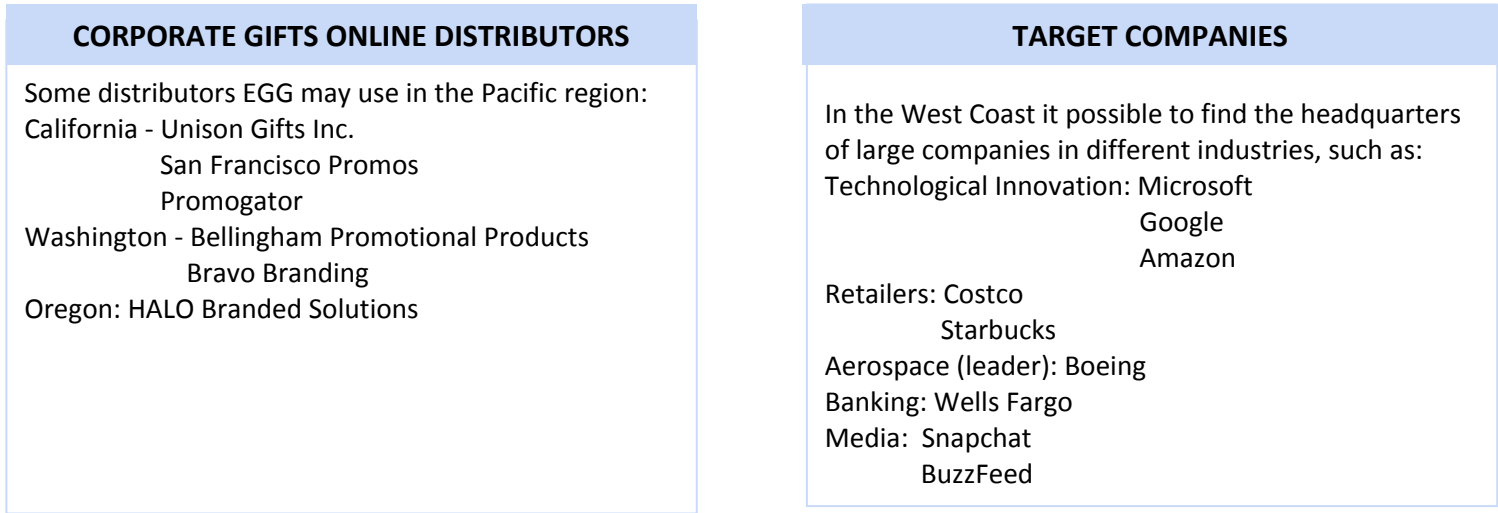 CORPORATE GIFTS ONLINE DISTRIBUTORS
Some distributors EGG may use in the Pacific region:
California - Unison Gifts Inc.
San Francisco Promos
Promogator
Washington - Bellingham Promotional Products
Bravo Branding
Oregon: HALO Branded Solutions
TARGET COMPANIES
In the West Coast it possible to find the headquarters
of large companies in different industries, such as:
Technological Innovation: Microsoft
Google
Amazon
Retailers: Costco
Starbucks
Aerospace (leader): Boeing
Banking: Wells Fargo
Media:  Snapchat
BuzzFeed